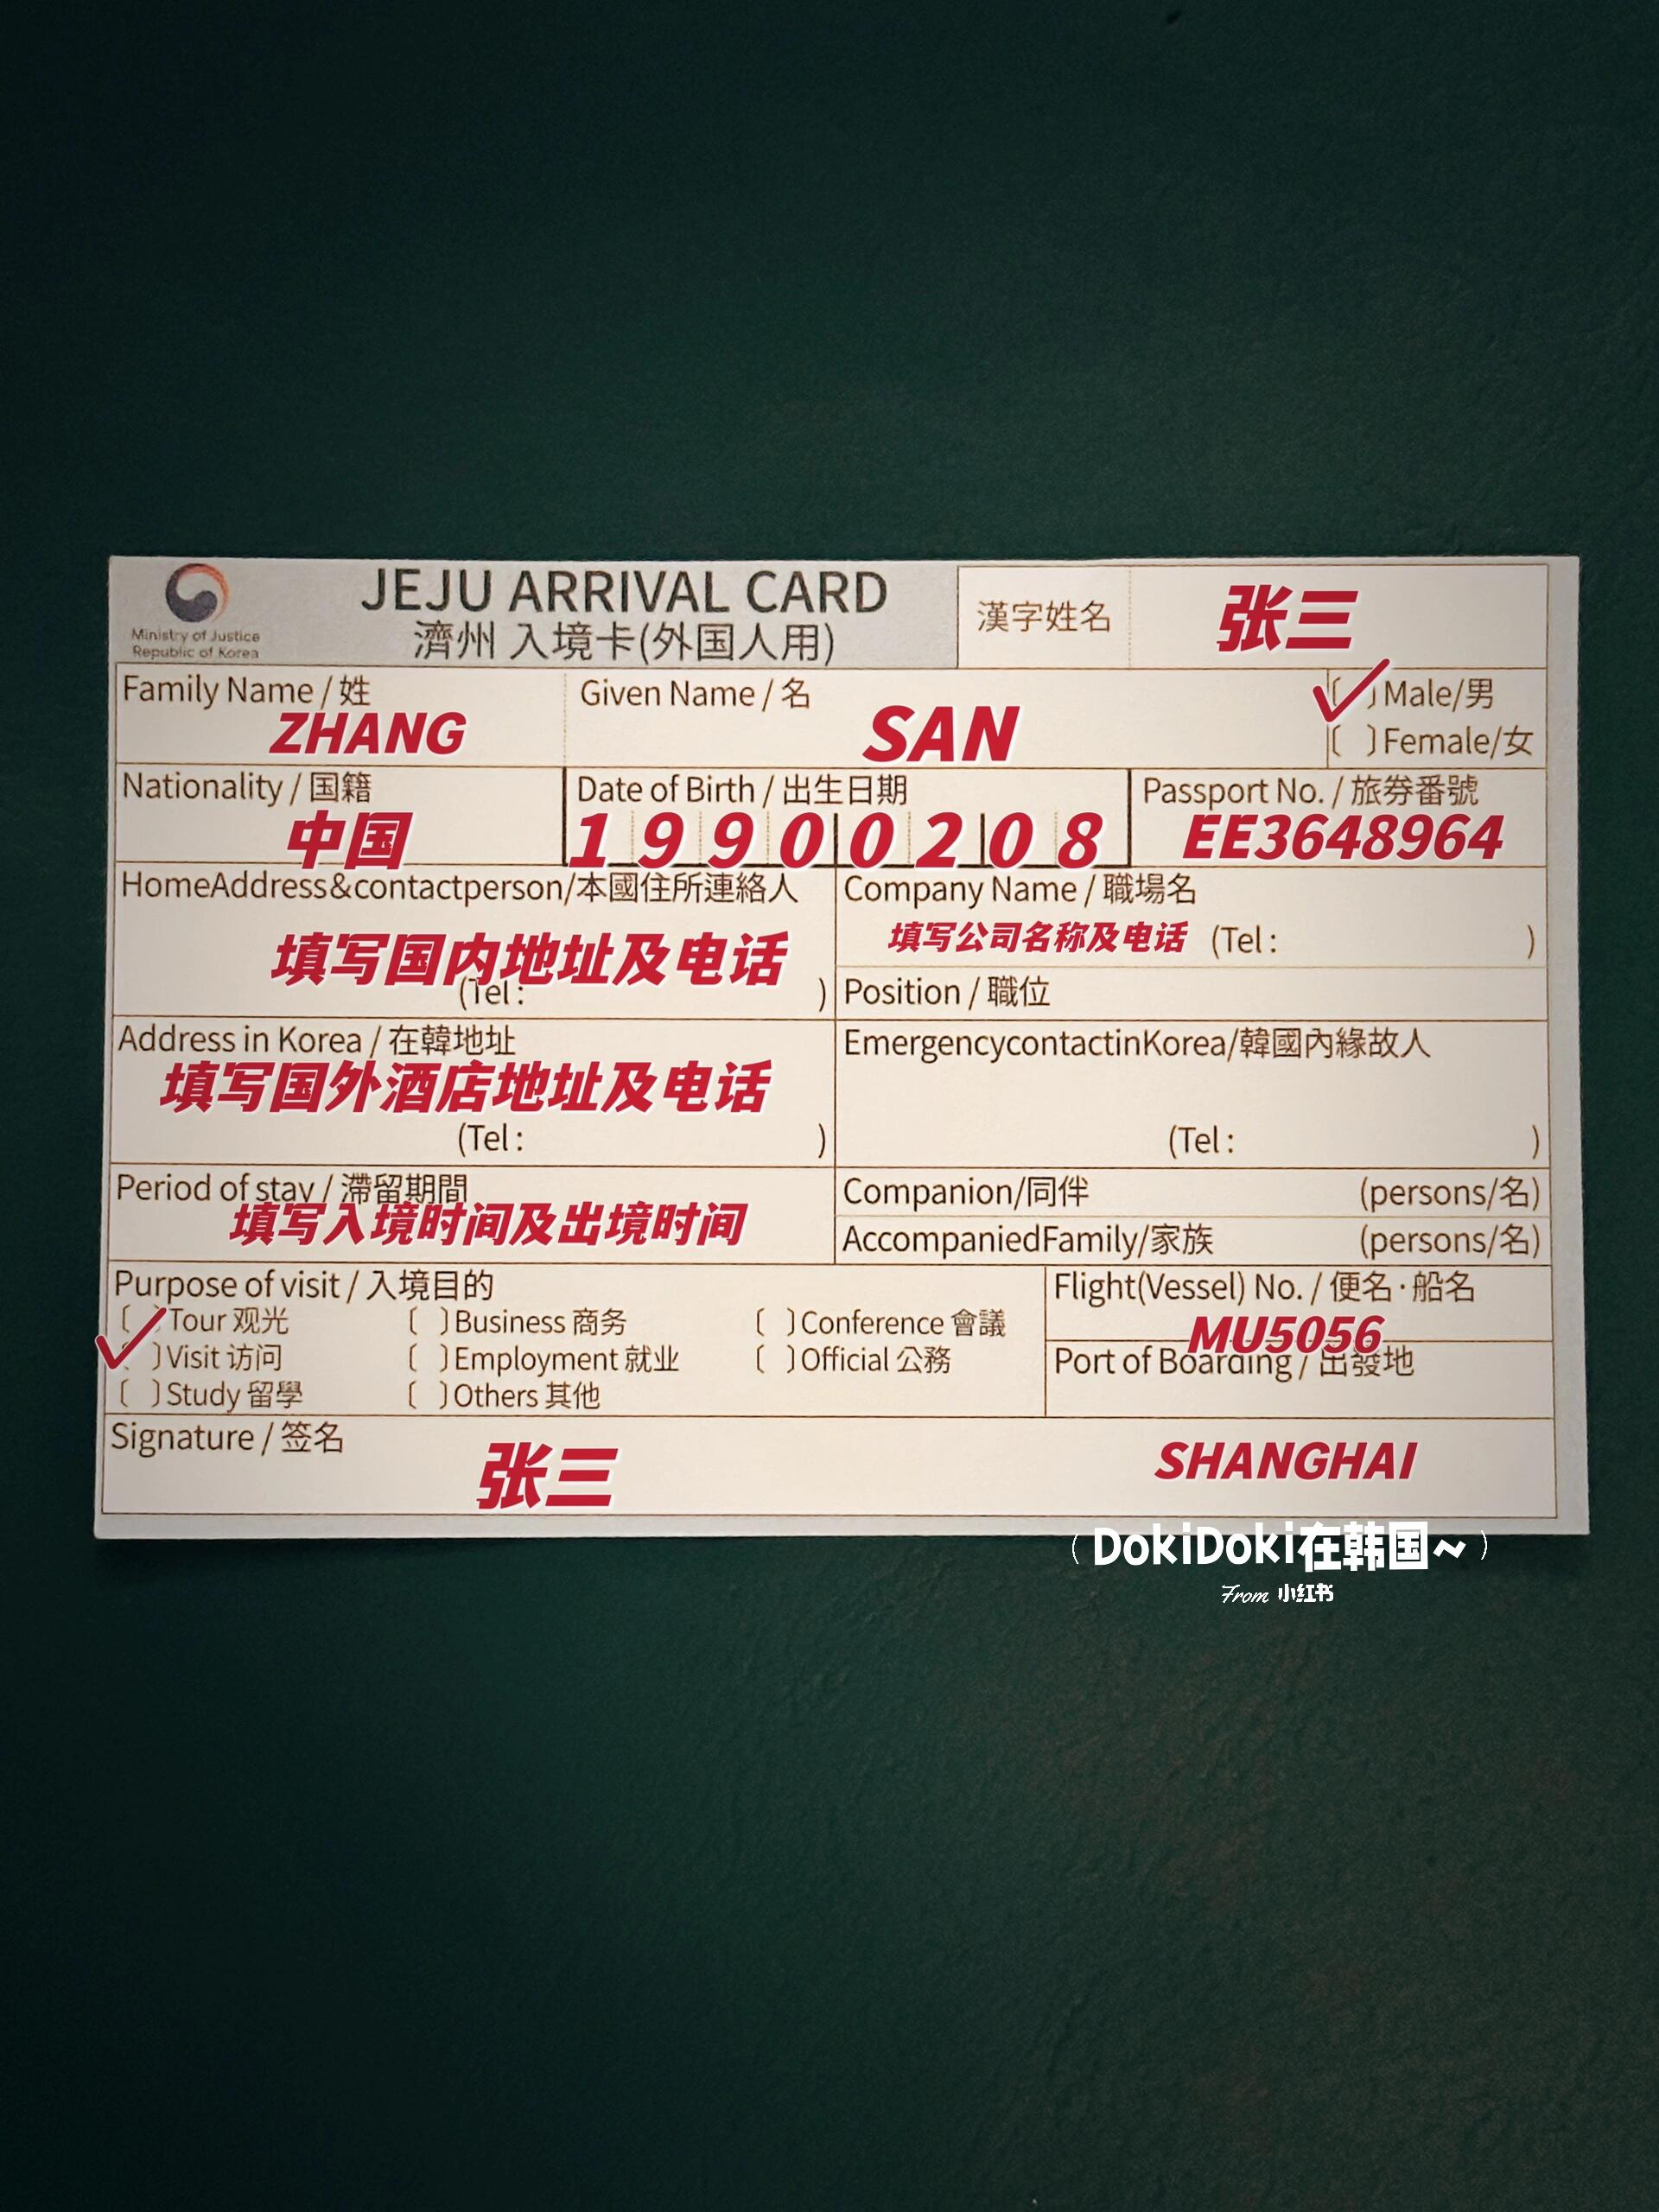 Ministry of Justice
Republic of Korea
JEJU ARRIVAL CARD
濟州 入境卡(外国人用)
漢字姓名
张三
Family Name / 姓
ZHANG
Given Name / 名
SAN
〔 〕Male/男
〔 〕Female/女
Nationality / 国籍
中国
Date of Birth / 出生日期
19900208
Passport No. / 旅券番號
EE3648964
HomeAddress&contactperson/本國住所連絡人
填写国内地址及电话
(Tel : )
Company Name / 職場名
填写公司名称及电话 (Tel : )
Position / 職位
Address in Korea / 在韓地址
填写国外酒店地址及电话
(Tel : )
EmergencycontactinKorea/韓國內緣故人
(Tel : )
Period of stay / 滯留期間
填写入境时间及出境时间
Companion/同伴 (persons/名)
AccompaniedFamily/家族 (persons/名)
Purpose of visit / 入境目的
〔 〕Tour 观光 〔 〕Business 商务 〔 〕Conference 會議
〔 〕Visit 访问 〔 〕Employment 就业 〔 〕Official 公務
〔 〕Study 留學 〔 〕Others 其他
Flight(Vessel) No. / 便名·船名
MU5056
Port of Boarding / 出發地
Signature / 签名
张三
SHANGHAI
( DokiDoki在韩国~ )
From 小红书